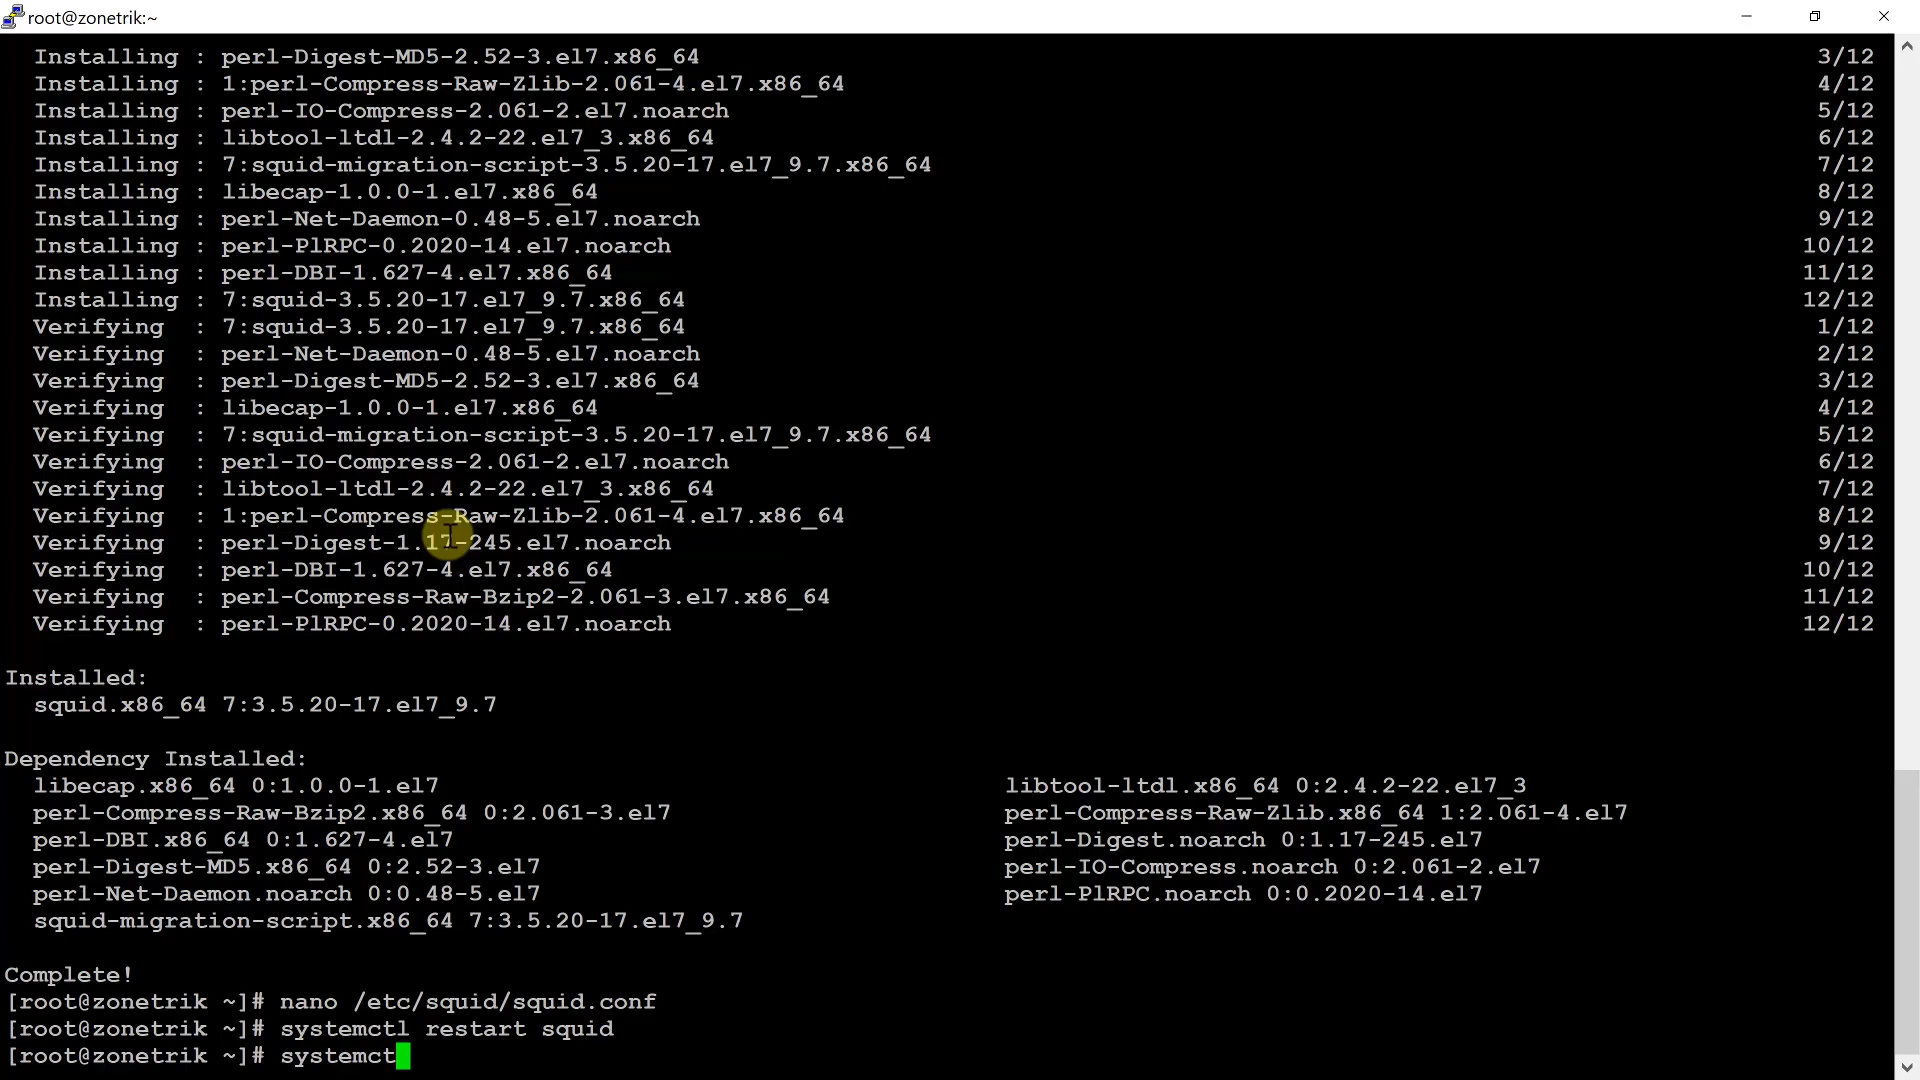 root@zonetrik:~
Installing : perl-Digest-MD5-2.52-3.el7.x86_64 3/12
Installing : 1:perl-Compress-Raw-Zlib-2.061-4.el7.x86_64 4/12
Installing : perl-IO-Compress-2.061-2.el7.noarch 5/12
Installing : libtool-ltdl-2.4.2-22.el7_3.x86_64 6/12
Installing : 7:squid-migration-script-3.5.20-17.el7_9.7.x86_64 7/12
Installing : libecap-1.0.0-1.el7.x86_64 8/12
Installing : perl-Net-Daemon-0.48-5.el7.noarch 9/12
Installing : perl-PlRPC-0.2020-14.el7.noarch 10/12
Installing : perl-DBI-1.627-4.el7.x86_64 11/12
Installing : 7:squid-3.5.20-17.el7_9.7.x86_64 12/12
Verifying : 7:squid-3.5.20-17.el7_9.7.x86_64 1/12
Verifying : perl-Net-Daemon-0.48-5.el7.noarch 2/12
Verifying : perl-Digest-MD5-2.52-3.el7.x86_64 3/12
Verifying : libecap-1.0.0-1.el7.x86_64 4/12
Verifying : 7:squid-migration-script-3.5.20-17.el7_9.7.x86_64 5/12
Verifying : perl-IO-Compress-2.061-2.el7.noarch 6/12
Verifying : libtool-ltdl-2.4.2-22.el7_3.x86_64 7/12
Verifying : 1:perl-Compress-Raw-Zlib-2.061-4.el7.x86_64 8/12
Verifying : perl-Digest-1.17-245.el7.noarch 9/12
Verifying : perl-DBI-1.627-4.el7.x86_64 10/12
Verifying : perl-Compress-Raw-Bzip2-2.061-3.el7.x86_64 11/12
Verifying : perl-PlRPC-0.2020-14.el7.noarch 12/12
Installed:
squid.x86_64 7:3.5.20-17.el7_9.7
Dependency Installed:
libecap.x86_64 0:1.0.0-1.el7 libtool-ltdl.x86_64 0:2.4.2-22.el7_3
perl-Compress-Raw-Bzip2.x86_64 0:2.061-3.el7 perl-Compress-Raw-Zlib.x86_64 1:2.061-4.el7
perl-DBI.x86_64 0:1.627-4.el7 perl-Digest.noarch 0:1.17-245.el7
perl-Digest-MD5.x86_64 0:2.52-3.el7 perl-IO-Compress.noarch 0:2.061-2.el7
perl-Net-Daemon.noarch 0:0.48-5.el7 perl-PlRPC.noarch 0:0.2020-14.el7
squid-migration-script.x86_64 7:3.5.20-17.el7_9.7
Complete!
[root@zonetrik ~]# nano /etc/squid/squid.conf
[root@zonetrik ~]# systemctl restart squid
[root@zonetrik ~]# systemct